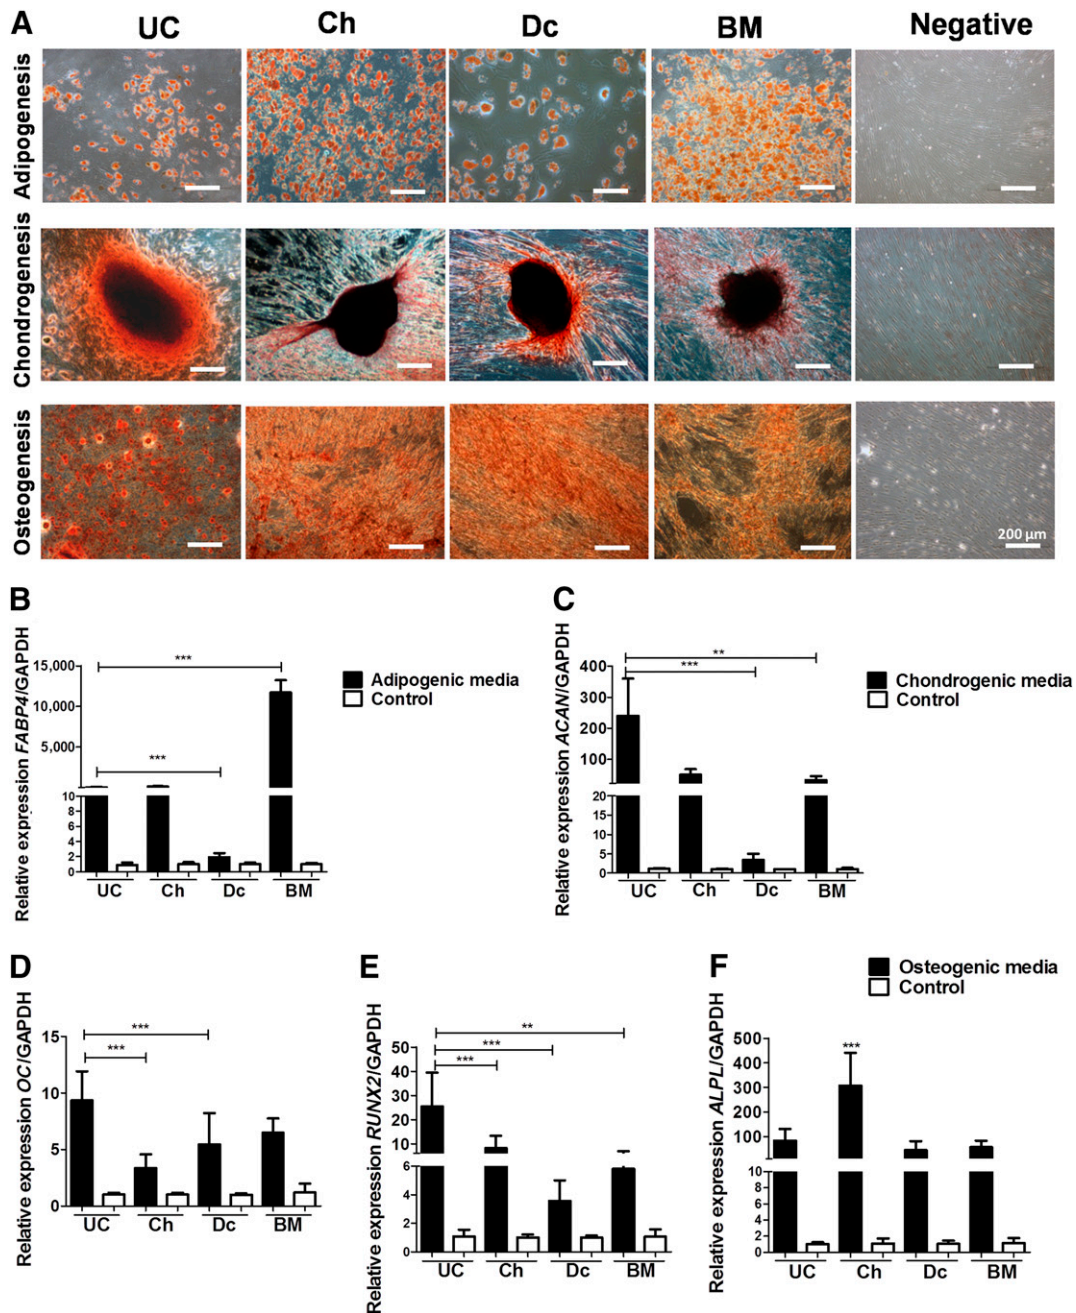 A
UC
Ch
Dc
BM
Negative
Adipogenesis
Chondrogenesis
Osteogenesis
200 µm
B
Relative expression FABP4/GAPDH
15,000
10,000
5,000
10
8
6
4
2
0
***
***
UC
Ch
Dc
BM
Adipogenic media
Control
C
Relative expression ACAN/GAPDH
400
300
200
100
20
15
10
5
0
**
***
UC
Ch
Dc
BM
Chondrogenic media
Control
D
Relative expression OC/GAPDH
15
10
5
0
***
***
UC
Ch
Dc
BM
E
Relative expression RUNX2/GAPDH
50
40
30
20
10
6
4
2
0
**
***
***
UC
Ch
Dc
BM
F
Osteogenic media
Control
Relative expression ALPL/GAPDH
500
400
300
200
100
10
8
6
4
2
0
***
UC
Ch
Dc
BM